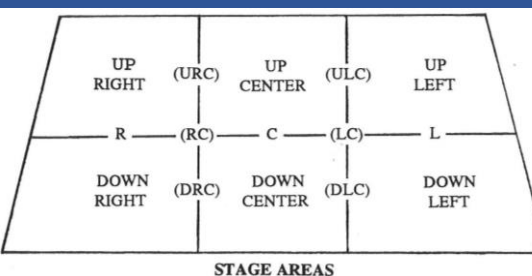 UP RIGHT
(URC)
UP CENTER
(ULC)
UP LEFT
R (RC) C (LC) L
DOWN RIGHT
(DRC)
DOWN CENTER
(DLC)
DOWN LEFT
STAGE AREAS